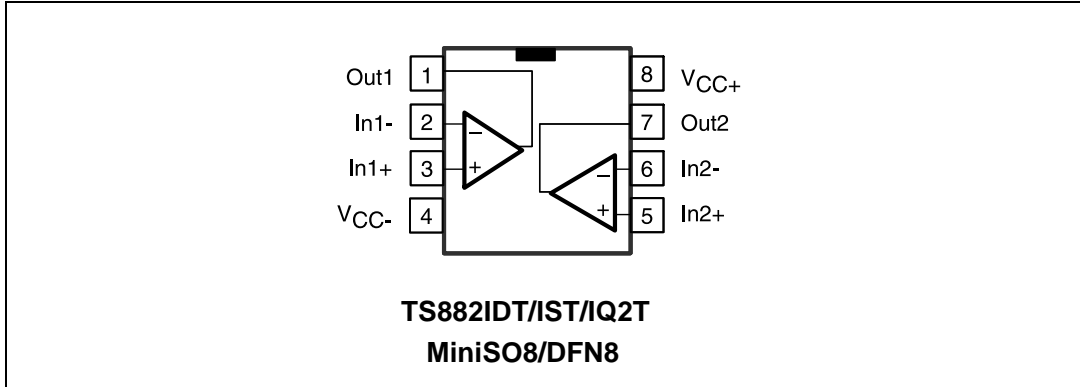 Out1 1 8 VCC+
In1- 2 − 7 Out2
In1+ 3 + − 6 In2-
VCC- 4 + 5 In2+
TS882IDT/IST/IQ2T
MiniSO8/DFN8